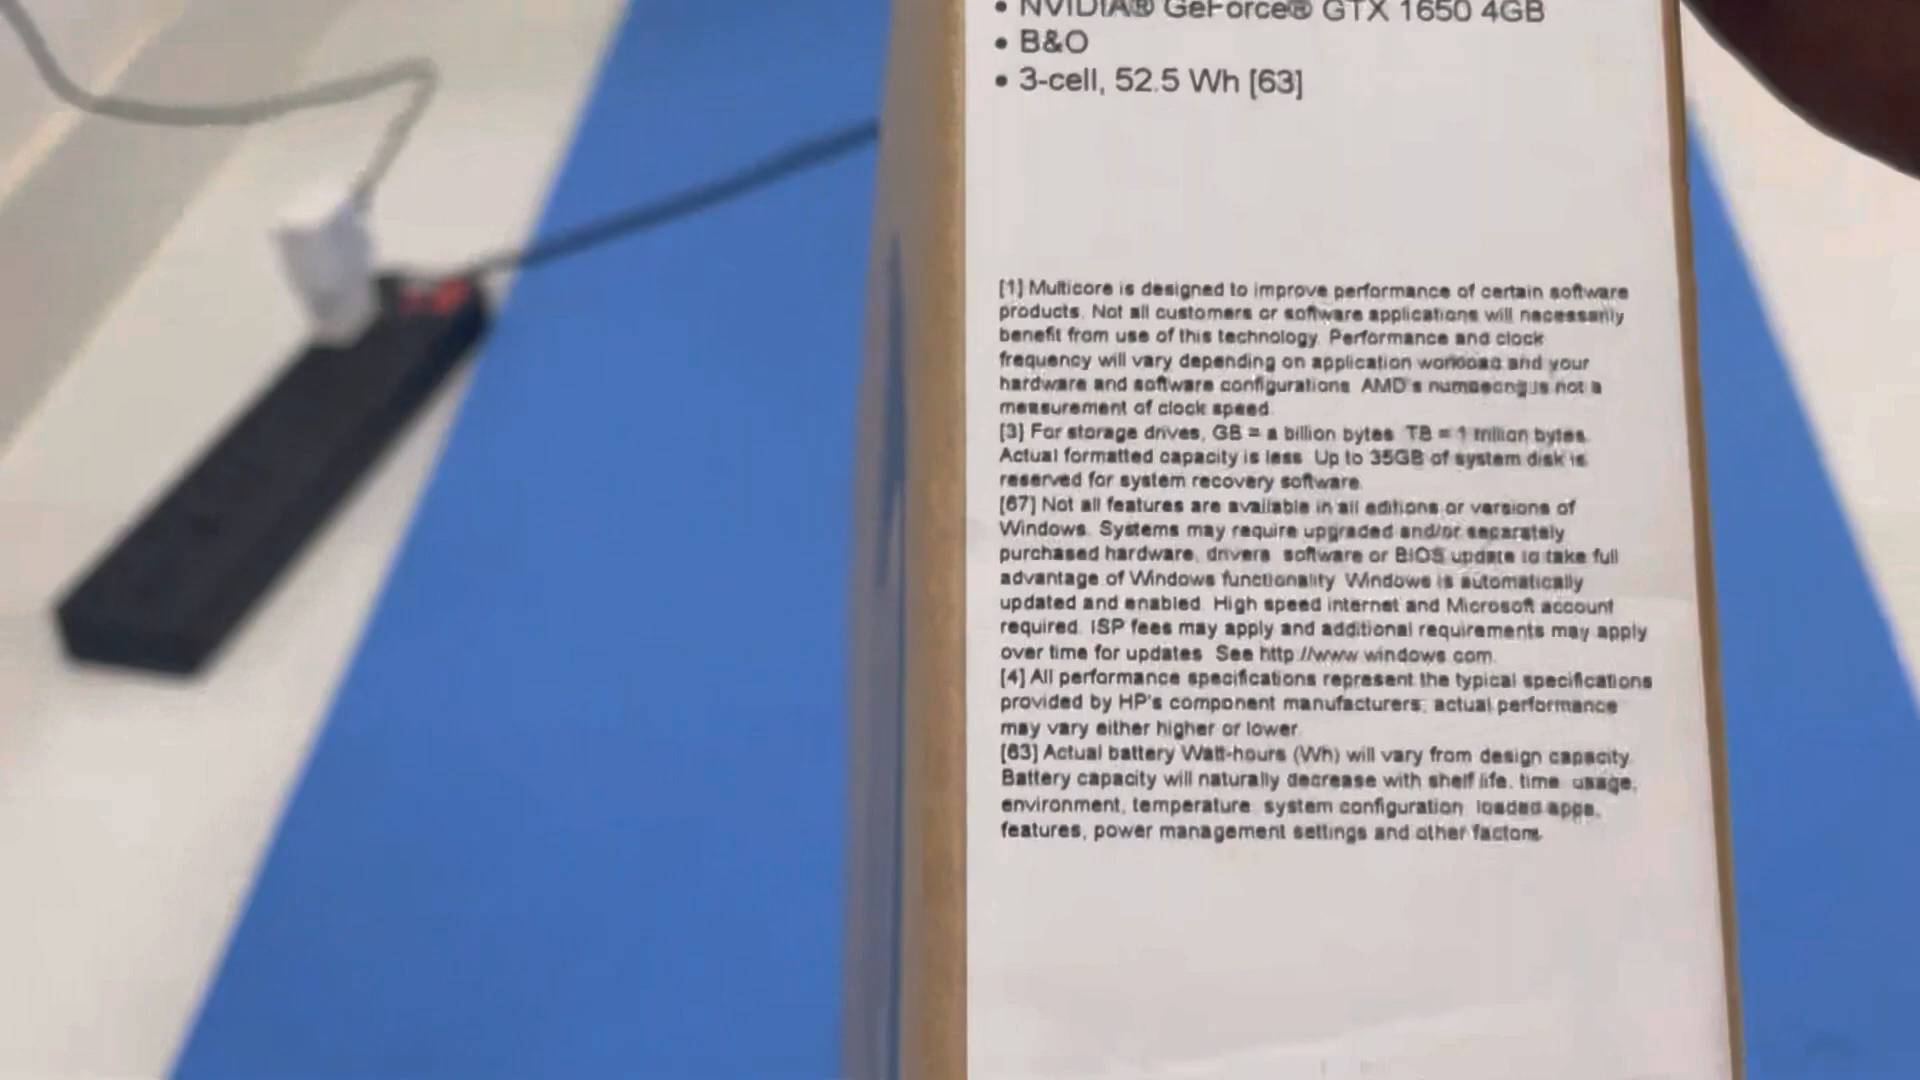 • NVIDIA® GeForce® GTX 1650 4GB
• B&O
• 3-cell, 52.5 Wh [63]
[1] Multicore is designed to improve performance of certain software
products. Not all customers or software applications will necessarily
benefit from use of this technology. Performance and clock
frequency will vary depending on application workload and your
hardware and software configurations. AMD's numbering is not a
measurement of clock speed.
[3] For storage drives, GB = a billion bytes. TB = 1 trillion bytes.
Actual formatted capacity is less. Up to 35GB of system disk is
reserved for system recovery software.
[67] Not all features are available in all editions or versions of
Windows. Systems may require upgraded and/or separately
purchased hardware, drivers, software or BIOS update to take full
advantage of Windows functionality. Windows is automatically
updated and enabled. High speed internet and Microsoft account
required. ISP fees may apply and additional requirements may apply
over time for updates. See http://www.windows.com.
[4] All performance specifications represent the typical specifications
provided by HP's component manufacturers; actual performance
may vary either higher or lower.
[63] Actual battery Watt-hours (Wh) will vary from design capacity.
Battery capacity will naturally decrease with shelf life, time, usage,
environment, temperature, system configuration, loaded apps,
features, power management settings and other factors.